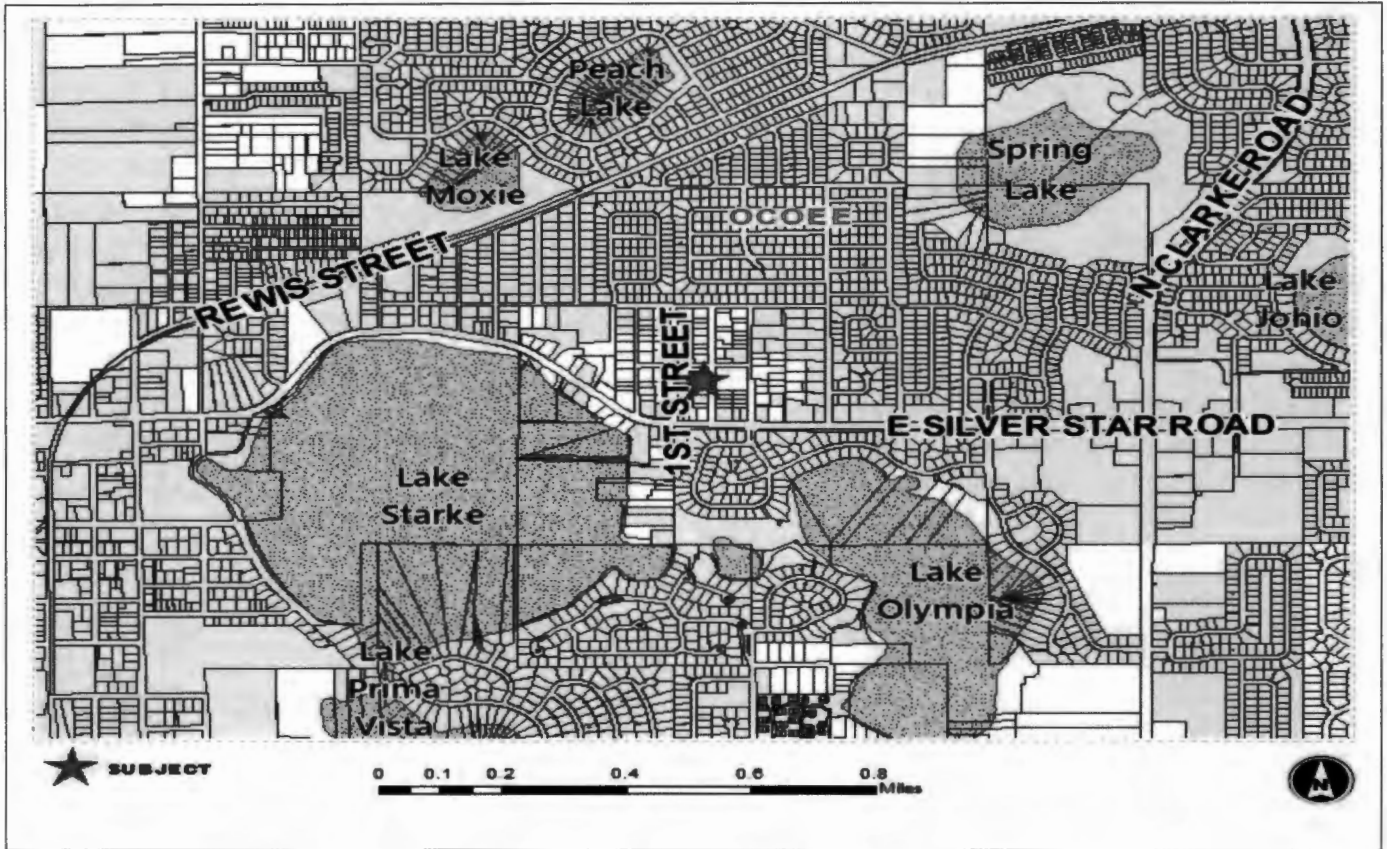 Peach
Lake
Lake
Moxie
Spring
Lake
OCOEE
N CLARKE ROAD
REWIS STREET
Lake
Johio
1ST STREET
E SILVER STAR ROAD
Lake
Starke
Lake
Olympia
Lake
Prima
Vista
SUBJECT
0 0.1 0.2 0.4 0.6 0.8
Miles
N